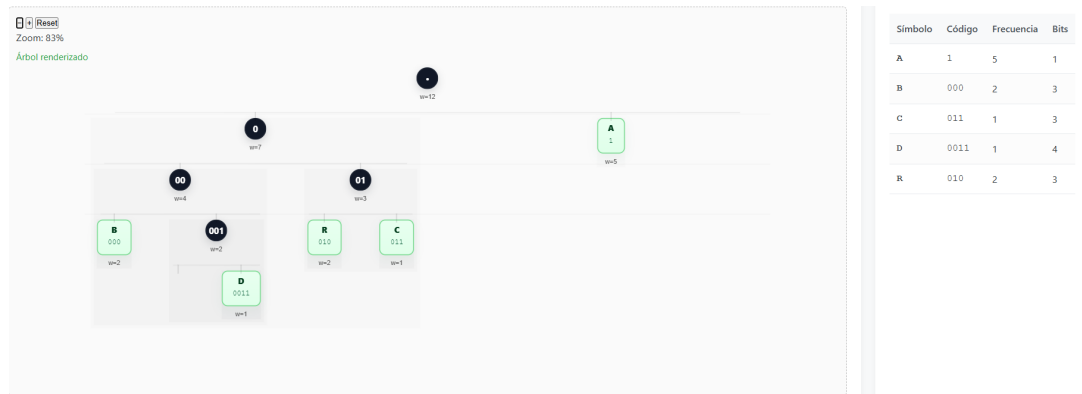 - + Reset
Zoom: 83%
Árbol renderizado
•
w=12
0
w=7
A
1
w=5
00
w=4
01
w=3
B
000
w=2
001
w=2
R
010
w=2
C
011
w=1
D
0011
w=1
Símbolo Código Frecuencia Bits
A 1 5 1
B 000 2 3
C 011 1 3
D 0011 1 4
R 010 2 3